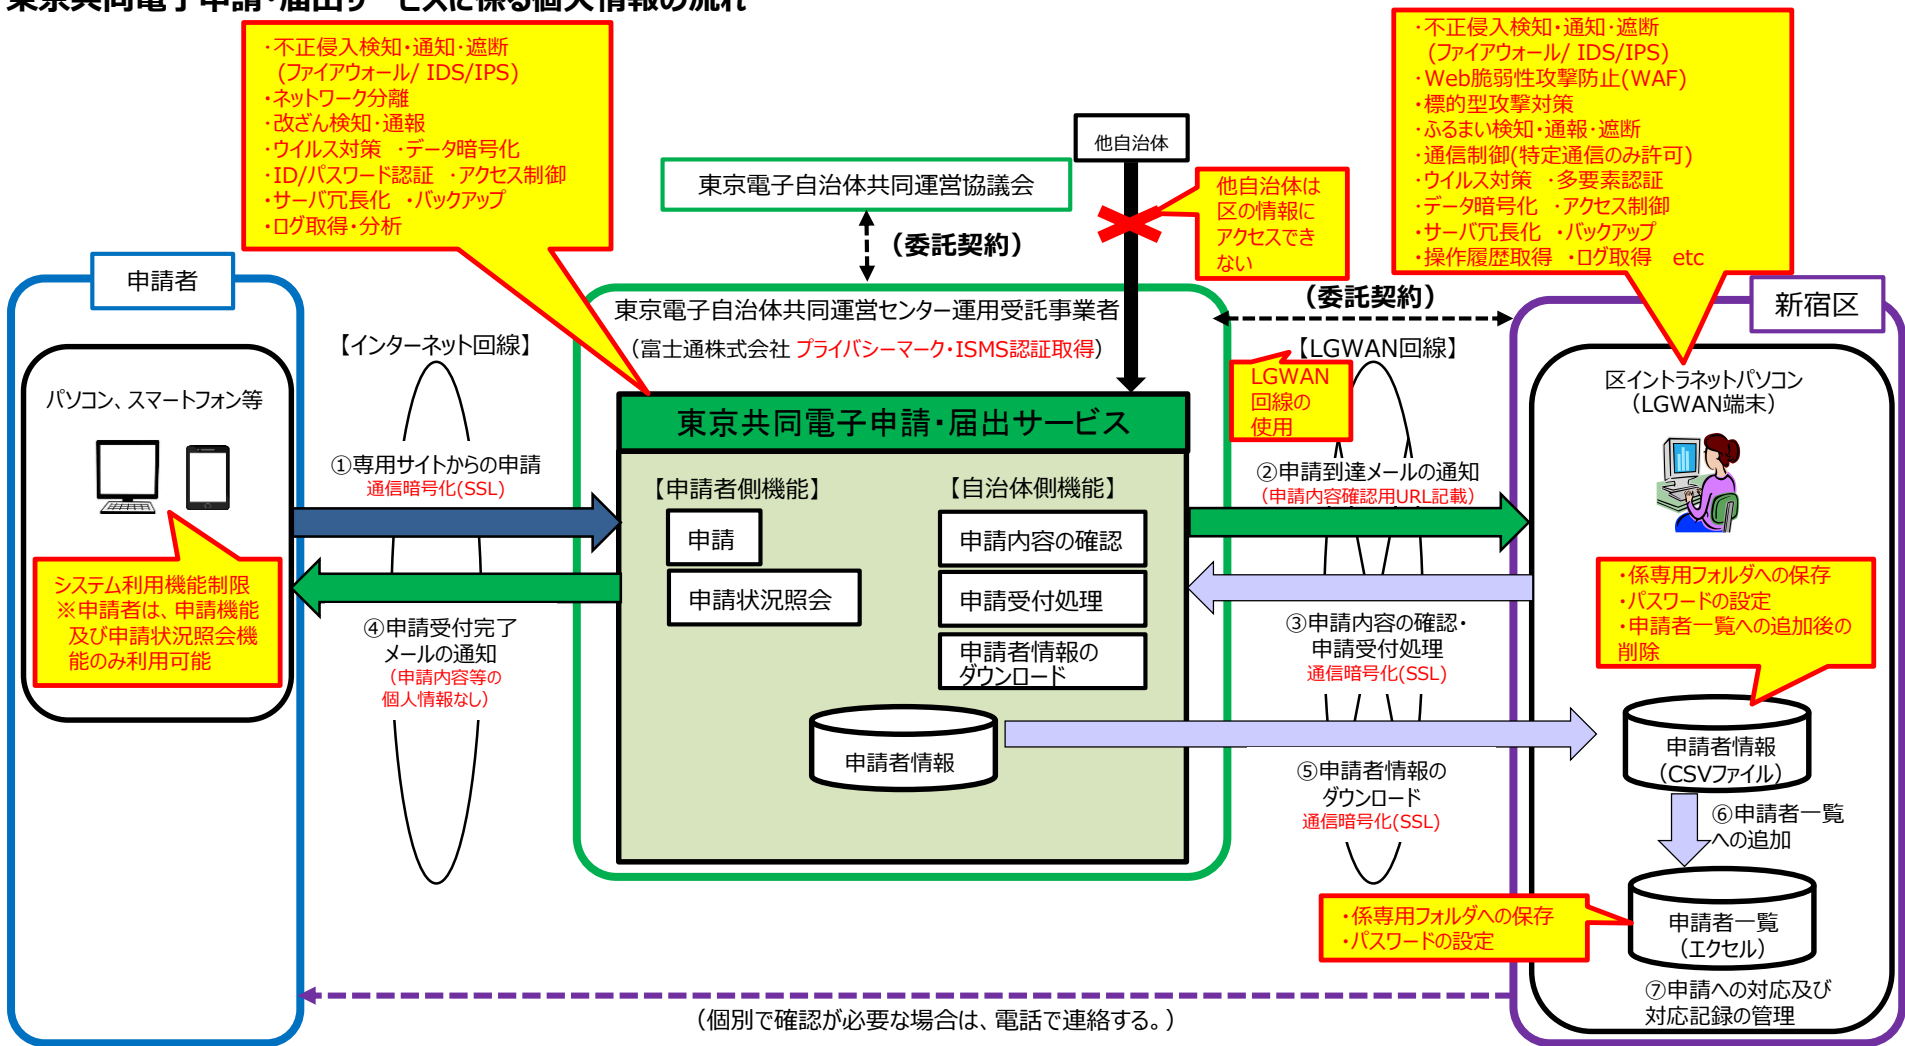 東京共同電子申請・届出サービスに係る個人情報の流れ
・不正侵入検知・通知・遮断
(ファイアウォール/ IDS/IPS)
・ネットワーク分離
・改ざん検知・通報
・ウイルス対策 ・データ暗号化
・ID/パスワード認証 ・アクセス制御
・サーバ冗長化 ・バックアップ
・ログ取得・分析
東京電子自治体共同運営協議会
（委託契約）
他自治体
他自治体は
区の情報に
アクセスでき
ない
・不正侵入検知・通知・遮断
(ファイアウォール/ IDS/IPS)
・Web脆弱性攻撃防止(WAF)
・標的型攻撃対策
・ふるまい検知・通報・遮断
・通信制御(特定通信のみ許可)
・ウイルス対策 ・多要素認証
・データ暗号化 ・アクセス制御
・サーバ冗長化 ・バックアップ
・操作履歴取得 ・ログ取得 etc
申請者
パソコン、スマートフォン等
システム利用機能制限
※申請者は、申請機能
及び申請状況照会機
能のみ利用可能
【インターネット回線】
①専用サイトからの申請
通信暗号化(SSL)
④申請受付完了
メールの通知
（申請内容等の
個人情報なし）
東京電子自治体共同運営センター運用受託事業者
（富士通株式会社 プライバシーマーク・ISMS認証取得）
東京共同電子申請・届出サービス
【申請者側機能】
申請
申請状況照会
【自治体側機能】
申請内容の確認
申請受付処理
申請者情報の
ダウンロード
申請者情報
（委託契約）
【LGWAN回線】
LGWAN
回線の
使用
②申請到達メールの通知
（申請内容確認用URL記載）
③申請内容の確認・
申請受付処理
通信暗号化(SSL)
⑤申請者情報の
ダウンロード
通信暗号化(SSL)
新宿区
区イントラネットパソコン
（LGWAN端末）
・係専用フォルダへの保存
・パスワードの設定
・申請者一覧への追加後の
削除
申請者情報
（CSVファイル）
⑥申請者一覧
への追加
・係専用フォルダへの保存
・パスワードの設定
申請者一覧
（エクセル）
⑦申請への対応及び
対応記録の管理
（個別で確認が必要な場合は、電話で連絡する。）